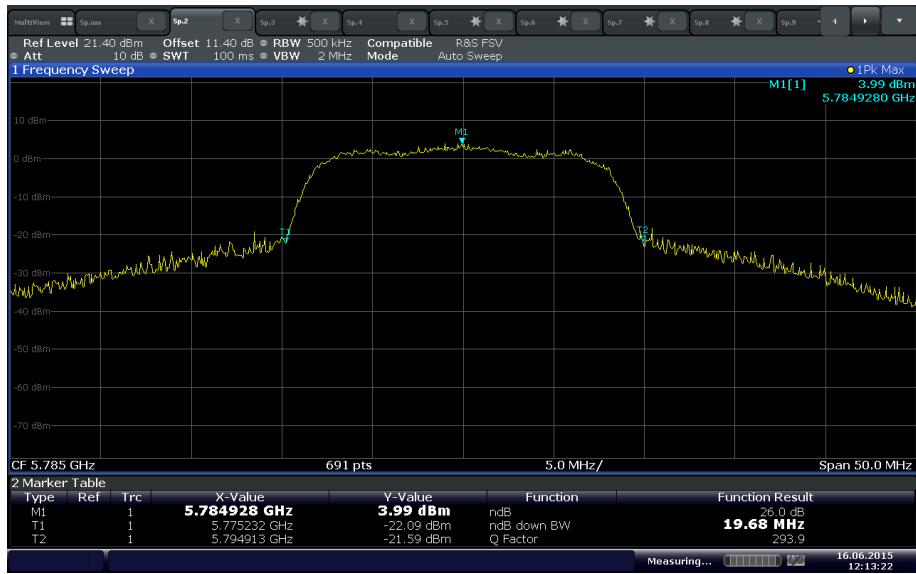 MultiView Sp.um X Sp.2 X Sp.3 X Sp.4 X Sp.5 X Sp.6 X Sp.7 X Sp.8 X Sp.9
Ref Level 21.40 dBm Offset 11.40 dB RBW 500 kHz Compatible R&S FSV
Att 10 dB SWT 100 ms VBW 2 MHz Mode Auto Sweep
1 Frequency Sweep 1Pk Max
M1[1] 3.99 dBm
5.7849280 GHz
10 dBm
M1
0 dBm
-10 dBm
T1 T2
-20 dBm
-30 dBm
-40 dBm
-50 dBm
-60 dBm
-70 dBm
CF 5.785 GHz 691 pts 5.0 MHz/ Span 50.0 MHz
2 Marker Table
Type Ref Trc X-Value Y-Value Function Function Result
M1 1 5.784928 GHz 3.99 dBm ndB 26.0 dB
T1 1 5.775232 GHz -22.09 dBm ndB down BW 19.68 MHz
T2 1 5.794913 GHz -21.59 dBm Q Factor 293.9
Measuring... 16.06.2015
12:13:22